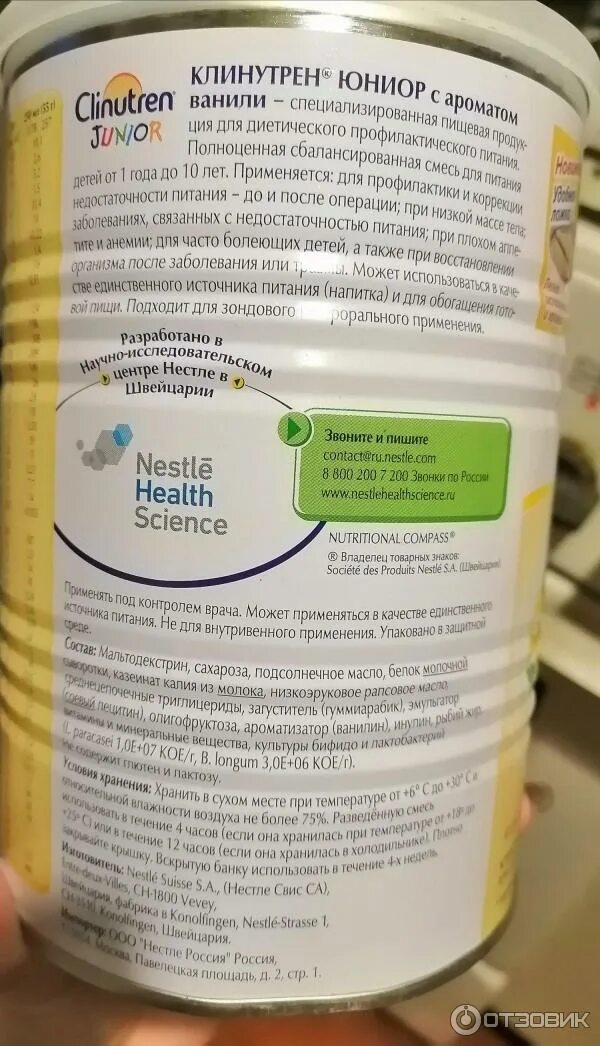 250 мл (55 г)
Clinutren®
JUNIOR
КЛИНУТРЕН® ЮНИОР с ароматом
ванили – специализированная пищевая продук-
ция для диетического профилактического питания.
Полноценная сбалансированная смесь для питания
детей от 1 года до 10 лет. Применяется: для профилактики и коррекции
недостаточности питания – до и после операции; при низкой массе тела;
заболеваниях, связанных с недостаточностью питания; при плохом аппе-
тите и анемии; для часто болеющих детей, а также при восстановлении
организма после заболевания или травмы. Может использоваться в каче-
стве единственного источника питания (напитка) и для обогащения гото-
вой пищи. Подходит для зондового рорального применения.
Удобная
ложка
Разработано в
Научно-исследовательском
центре Нестле в
Швейцарии
Nestlē
Health
Science
Звоните и пишите
contact@ru.nestle.com
8 800 200 7 200 Звонки по России
www.nestlehealthscience.ru
NUTRITIONAL COMPASS®
® Владелец товарных знаков:
Société des Produits Nestlé S.A. (Швейцария)
Применять под контролем врача. Может применяться в качестве единственного
источника питания. Не для внутривенного применения. Упаковано в защитной
среде.
Состав: Мальтодекстрин, сахароза, подсолнечное масло, белок молочной
сыворотки, казеинат калия из молока, низкоэруковое рапсовое масло,
среднецепочечные триглицериды, загуститель (гуммиарабик), эмульгатор
(соевый лецитин), олигофруктоза, ароматизатор (ванилин), инулин, рыбий жир,
витамины и минеральные вещества, культуры бифидо и лактобактерий
(L. paracasei 1,0E+07 KOE/г, B. longum 3,0E+06 KOE/г).
Не содержит глютен и лактозу.
Условия хранения: Хранить в сухом месте при температуре от +6° С до +30° С и
относительной влажности воздуха не более 75%. Разведённую смесь
использовать в течение 4 часов (если она хранилась при температуре от +18° до
+25° С) или в течение 12 часов (если она хранилась в холодильнике). Плотно
закрывайте крышку. Вскрытую банку использовать в течение 4-х недель.
Изготовитель: Nestlé Suisse S.A., (Нестле Свис СА),
Entre-deux-Villes, CH-1800 Vevey,
Швейцария, фабрика в Konolfingen, Nestlé-Strasse 1,
CH-3510, Konolfingen, Швейцария.
Импортер: ООО "Нестле Россия" Россия,
Москва, Павелецкая площадь, д. 2, стр. 1.
ОТЗОВИК